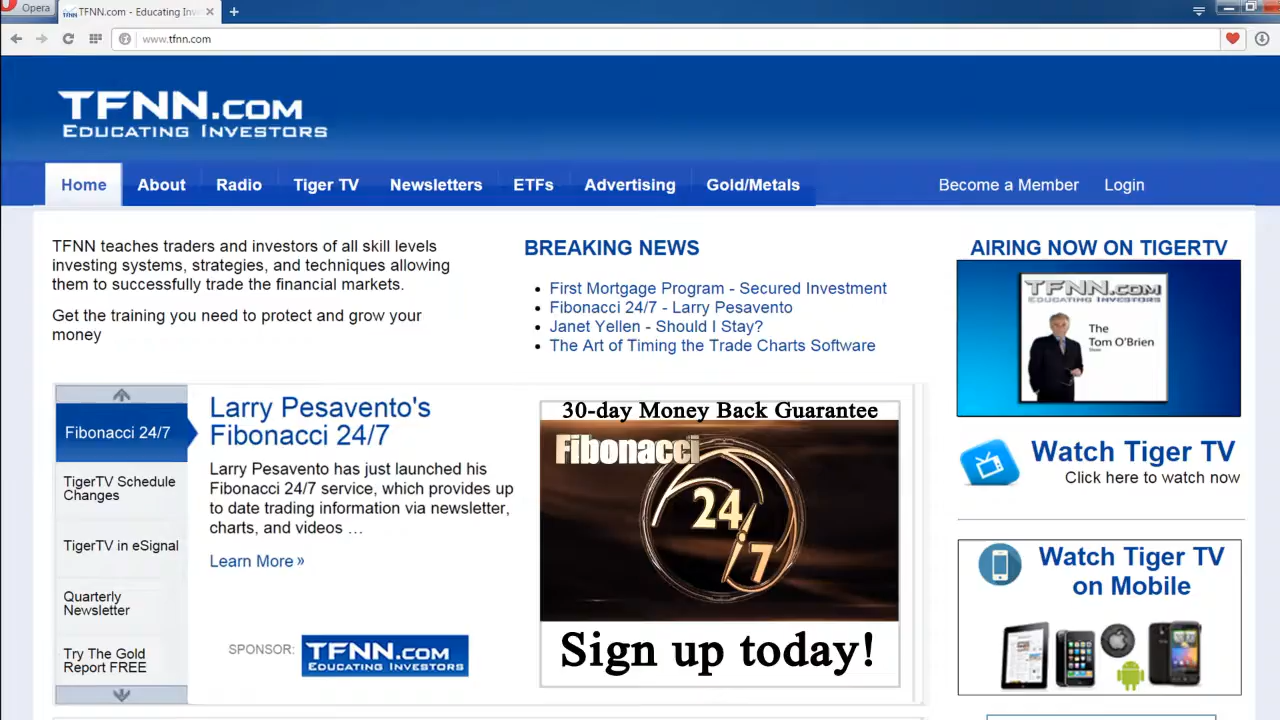 Opera
TFNN.com - Educating Inv
www.tfnn.com
TFNN.COM
EDUCATING INVESTORS
Home
About
Radio
Tiger TV
Newsletters
ETFs
Advertising
Gold/Metals
Become a Member
Login
TFNN teaches traders and investors of all skill levels
investing systems, strategies, and techniques allowing
them to successfully trade the financial markets.
Get the training you need to protect and grow your
money
BREAKING NEWS
First Mortgage Program - Secured Investment
Fibonacci 24/7 - Larry Pesavento
Janet Yellen - Should I Stay?
The Art of Timing the Trade Charts Software
AIRING NOW ON TIGERTV
TFNN.COM
EDUCATING INVESTORS
The
Tom O'Brien
Show
Watch Tiger TV
Click here to watch now
Watch Tiger TV
on Mobile
Fibonacci 24/7
TigerTV Schedule
Changes
TigerTV in eSignal
Quarterly
Newsletter
Try The Gold
Report FREE
Larry Pesavento's
Fibonacci 24/7
Larry Pesavento has just launched his
Fibonacci 24/7 service, which provides up
to date trading information via newsletter,
charts, and videos …
Learn More »
SPONSOR:
TFNN.COM
EDUCATING INVESTORS
30-day Money Back Guarantee
Fibonacci
24/7
Sign up today!